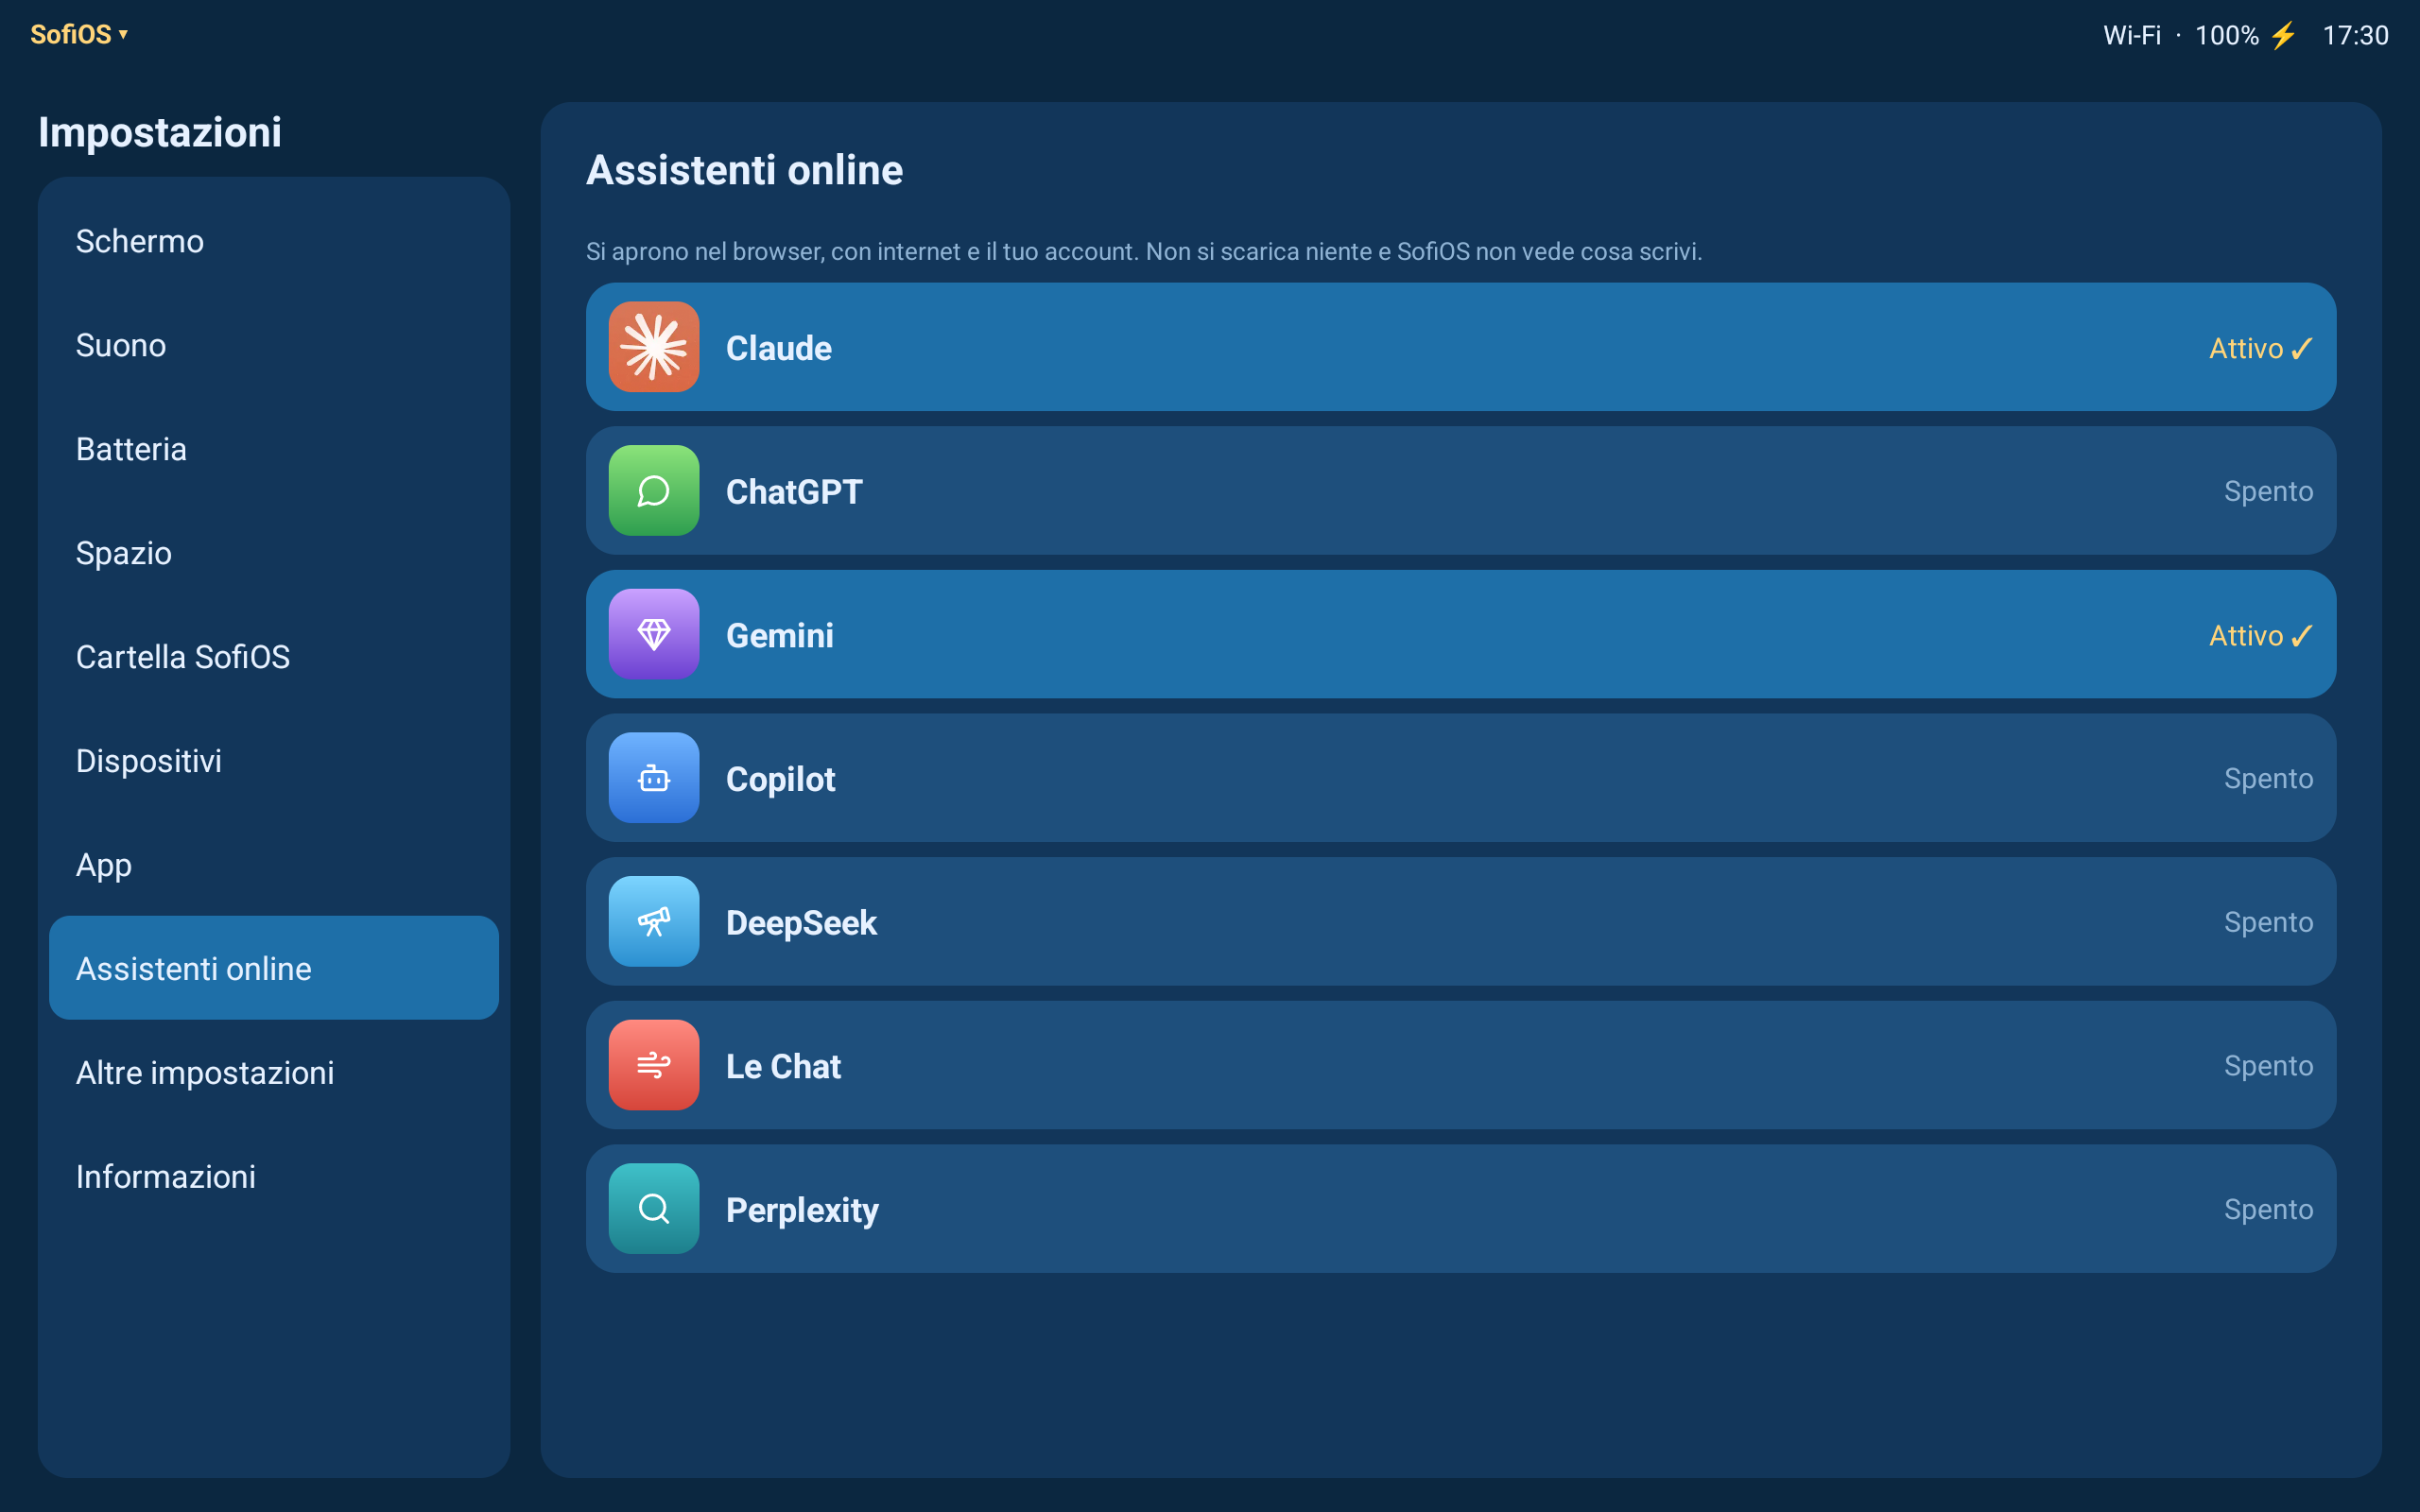 SofiOS ▾
Wi-Fi · 100% ⚡ 17:30
Impostazioni
Schermo
Suono
Batteria
Spazio
Cartella SofiOS
Dispositivi
App
Assistenti online
Altre impostazioni
Informazioni
Assistenti online
Si aprono nel browser, con internet e il tuo account. Non si scarica niente e SofiOS non vede cosa scrivi.
Claude
Attivo ✓
ChatGPT
Spento
Gemini
Attivo ✓
Copilot
Spento
DeepSeek
Spento
Le Chat
Spento
Perplexity
Spento